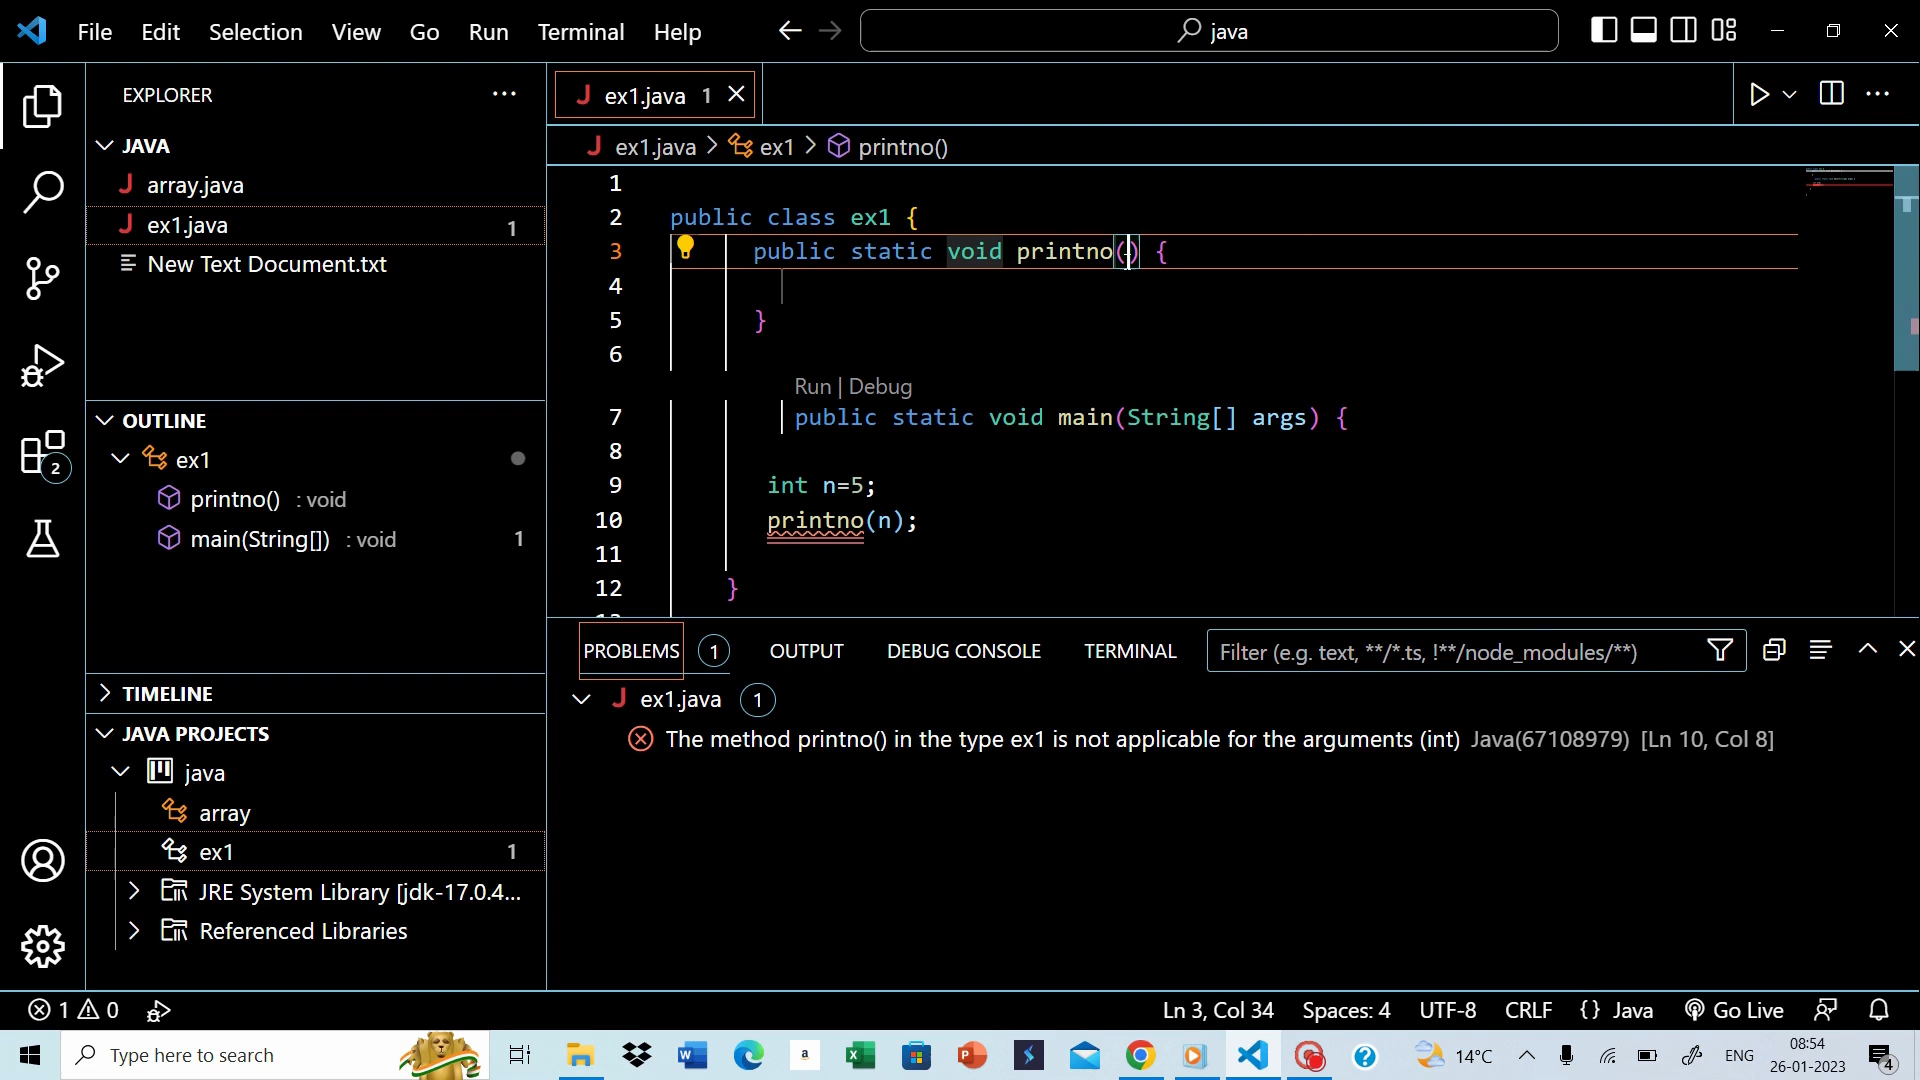 File Edit Selection View Go Run Terminal Help
java
EXPLORER
JAVA
array.java
ex1.java 1
New Text Document.txt
OUTLINE
ex1
printno() : void
main(String[]) : void 1
TIMELINE
JAVA PROJECTS
java
array
ex1 1
JRE System Library [jdk-17.0.4...
Referenced Libraries
2
ex1.java 1
ex1.java > ex1 > printno()
1
2 public class ex1 {
3 public static void printno() {
4
5 }
6
Run | Debug
7 public static void main(String[] args) {
8
9 int n=5;
10 printno(n);
11
12 }
PROBLEMS 1 OUTPUT DEBUG CONSOLE TERMINAL Filter (e.g. text, **/*.ts, !**/node_modules/**)
ex1.java 1
The method printno() in the type ex1 is not applicable for the arguments (int) Java(67108979) [Ln 10, Col 8]
1 0 Ln 3, Col 34 Spaces: 4 UTF-8 CRLF {} Java Go Live
Type here to search 14°C ENG 08:54
26-01-2023 4